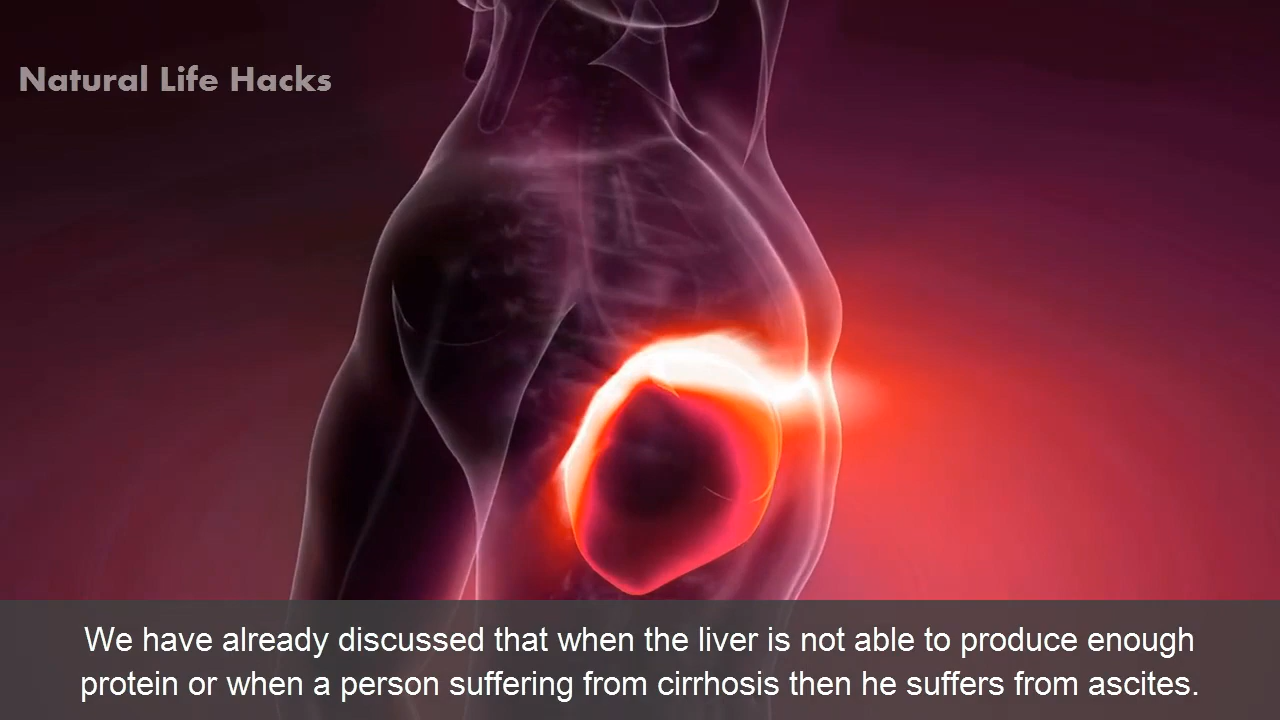 Natural Life Hacks
We have already discussed that when the liver is not able to produce enough
protein or when a person suffering from cirrhosis then he suffers from ascites.